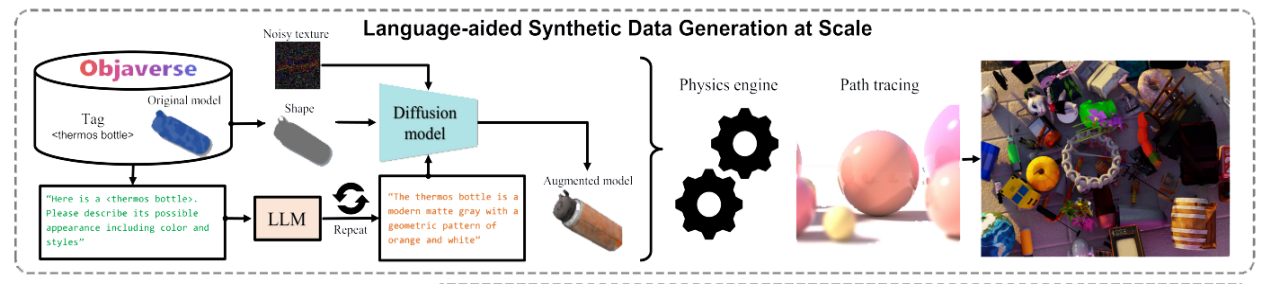 Language-aided Synthetic Data Generation at Scale
Noisy texture
Objaverse
Original model
Tag
<thermos bottle>
Shape
Diffusion
model
Augmented model
"Here is a <thermos bottle>.
Please describe its possible
appearance including color and
styles"
LLM
Repeat
"The thermos bottle is a
modern matte gray with a
geometric pattern of
orange and white"
Physics engine
Path tracing